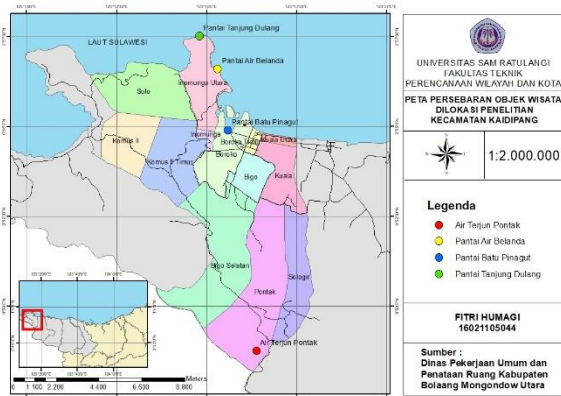 Pantai Tanjung Dulang
LAUT SULAWESI
Pantai Air Belanda
Inomunga Utara
Solo
Pantai Batu Pinagut
Inomunga
Boroko
Kuala Utara
Komus II
Komus II Timur
Boroko
Bigo
Kuala
Bigo Selatan
Pontak
Air Terjun Pontak
Meters
0 1.100 2.200 4.400 6.600 8.800
UNIVERSITAS SAM RATULANGI
FAKULTAS TEKNIK
PERENCANAAN WILAYAH DAN KOTA
PETA PERSEBARAN OBJEK WISATA
DILOKASI PENELITIAN
KECAMATAN KAIDIPANG
1:2.000.000
Legenda
Air Terjun Pontak
Pantai Air Belanda
Pantai Batu Pinagut
Pantai Tanjung Dulang
FITRI HUMAGI
16021105044
Sumber :
Dinas Pekerjaan Umum dan
Penataan Ruang Kabupaten
Bolaang Mongondow Utara